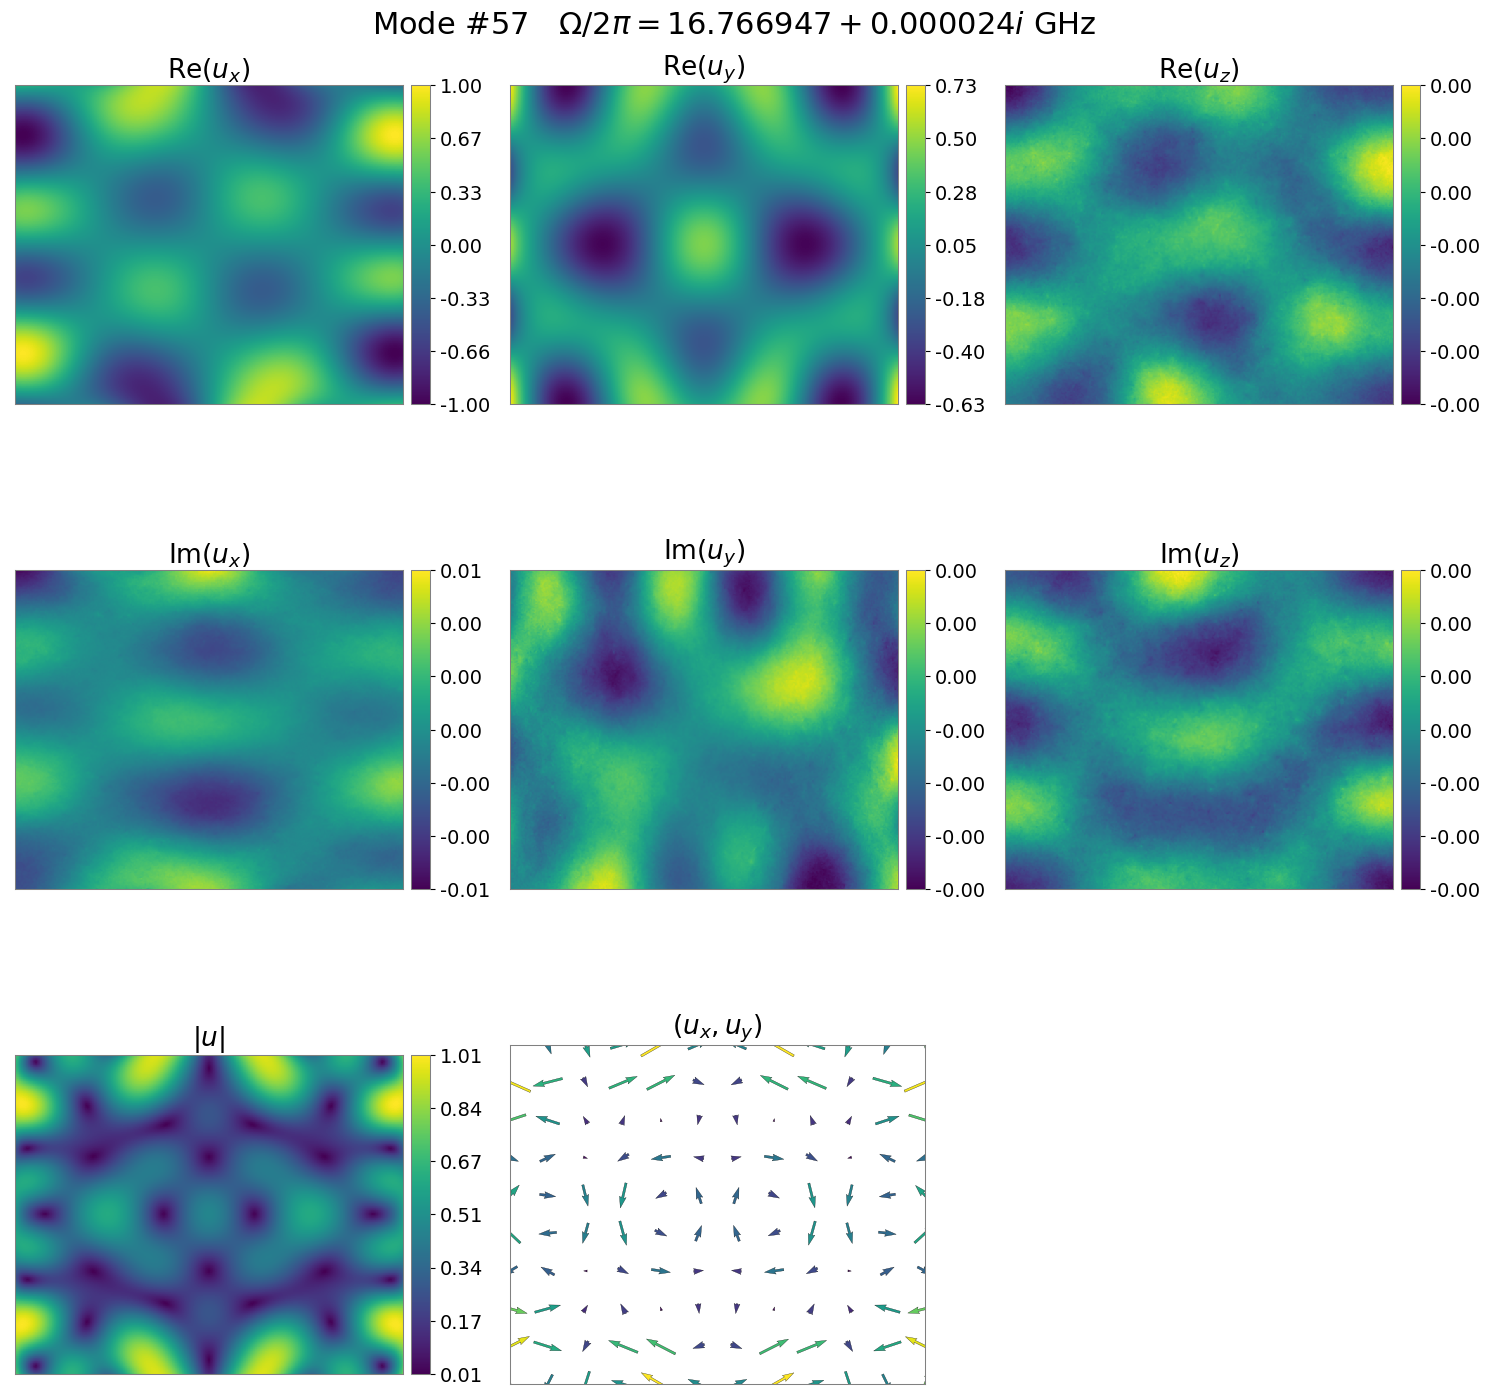 Mode #57 Ω/2π = 16.766947 + 0.000024i GHz
Re(u_x) Re(u_y) Re(u_z)
1.00 0.73 0.00
0.67 0.50 0.00
0.33 0.28 0.00
0.00 0.05 -0.00
-0.33 -0.18 -0.00
-0.66 -0.40 -0.00
-1.00 -0.63 -0.00
Im(u_x) Im(u_y) Im(u_z)
0.01 0.00 0.00
0.00 0.00 0.00
0.00 0.00 0.00
0.00 -0.00 0.00
-0.00 -0.00 -0.00
-0.00 -0.00 -0.00
-0.01 -0.00 -0.00
|u| (u_x, u_y)
1.01
0.84
0.67
0.51
0.34
0.17
0.01